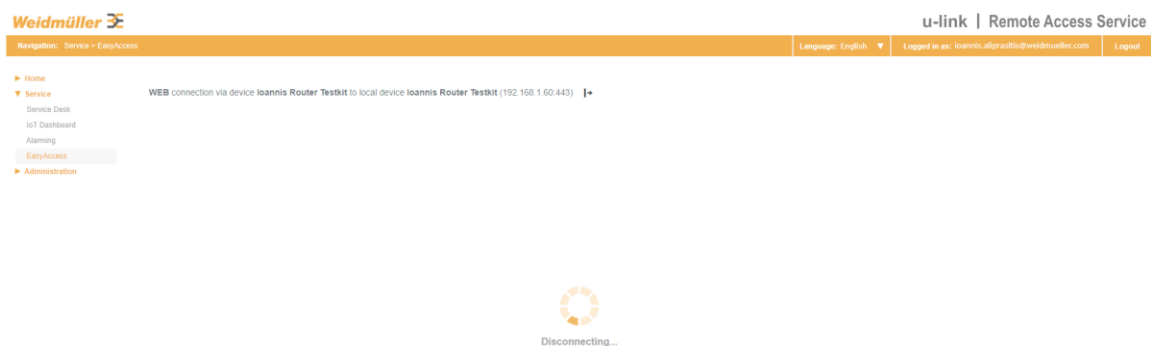 Weidmüller
u-link | Remote Access Service
Navigation: Service > EasyAccess
Language: English ▼
Logged in as: ioannis.aliprasitis@weidmueller.com
Logout
► Home
▼ Service
Service Desk
IoT Dashboard
Alarming
EasyAccess
► Administration
WEB connection via device Ioannis Router Testkit to local device Ioannis Router Testkit (192.168.1.60:443)
Disconnecting...